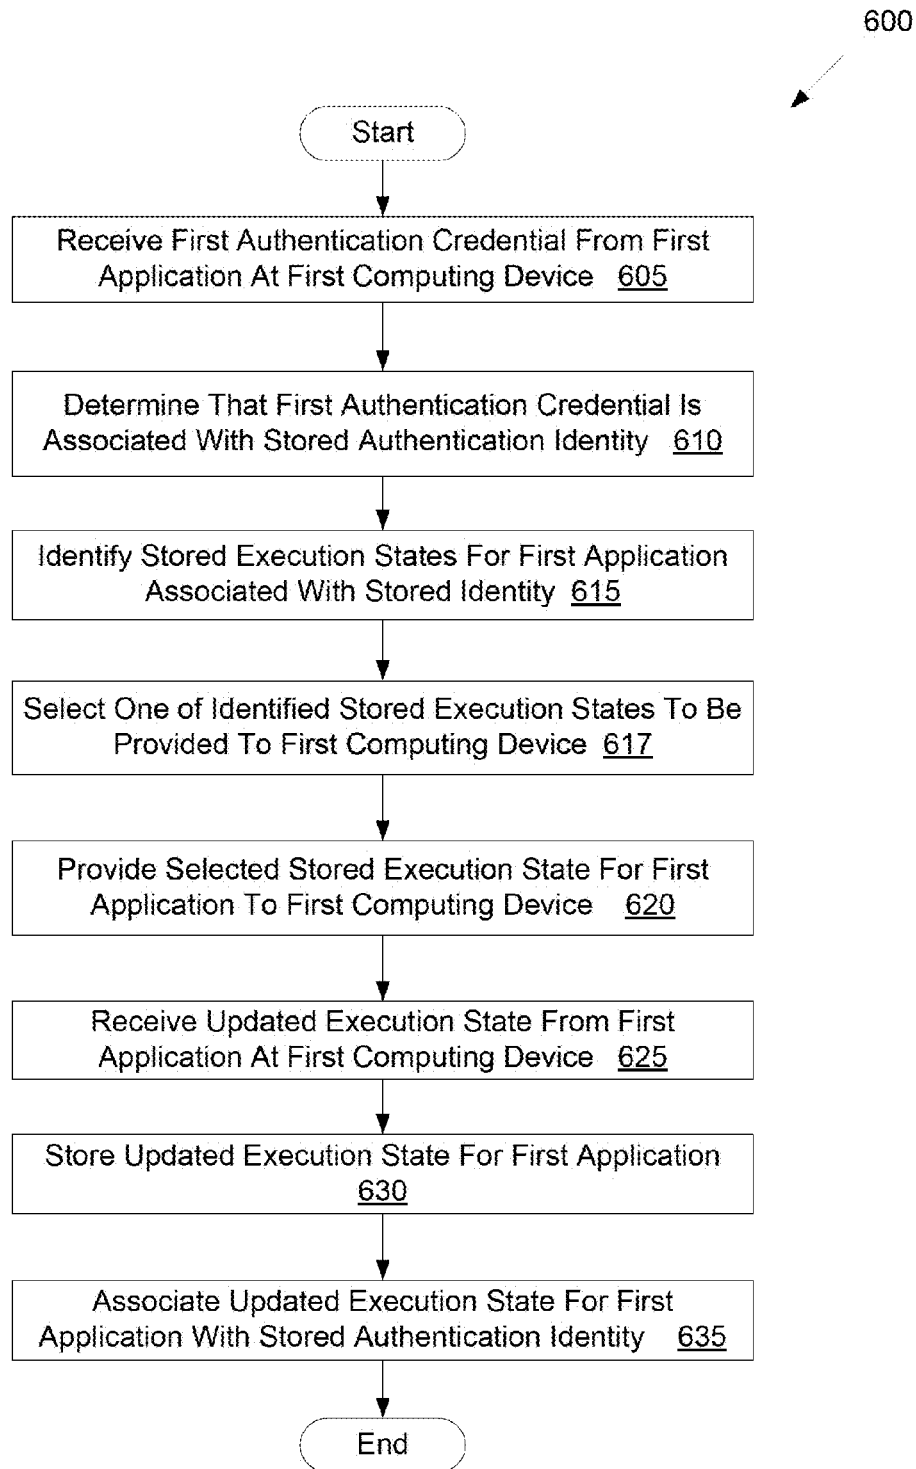 600
Start
Receive First Authentication Credential From First
Application At First Computing Device 605
Determine That First Authentication Credential Is
Associated With Stored Authentication Identity 610
Identify Stored Execution States For First Application
Associated With Stored Identity 615
Select One of Identified Stored Execution States To Be
Provided To First Computing Device 617
Provide Selected Stored Execution State For First
Application To First Computing Device 620
Receive Updated Execution State From First
Application At First Computing Device 625
Store Updated Execution State For First Application
630
Associate Updated Execution State For First
Application With Stored Authentication Identity 635
End